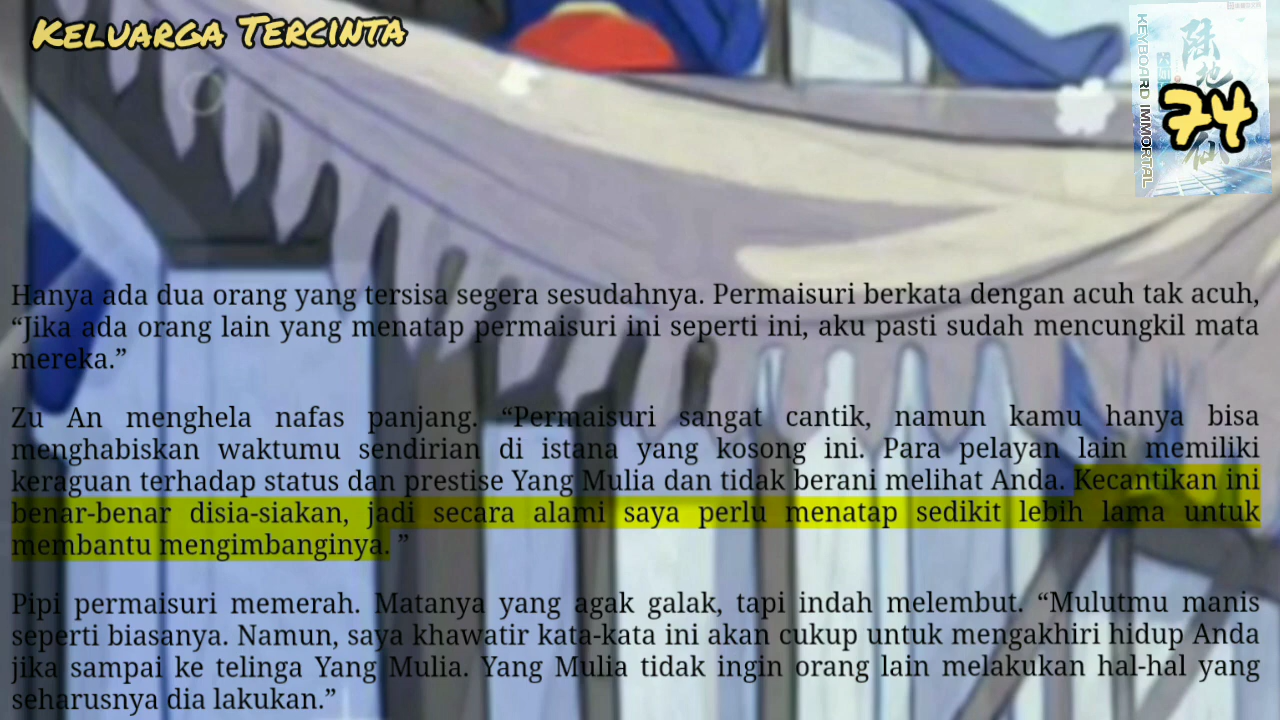 Keluarga Tercinta
陆地
仙
KEYBOARD IMMORTAL
74
Hanya ada dua orang yang tersisa segera sesudahnya. Permaisuri berkata dengan acuh tak acuh,
“Jika ada orang lain yang menatap permaisuri ini seperti ini, aku pasti sudah mencungkil mata
mereka.”
Zu An menghela nafas panjang. “Permaisuri sangat cantik, namun kamu hanya bisa
menghabiskan waktumu sendirian di istana yang kosong ini. Para pelayan lain memiliki
keraguan terhadap status dan prestise Yang Mulia dan tidak berani melihat Anda. Kecantikan ini
benar-benar disia-siakan, jadi secara alami saya perlu menatap sedikit lebih lama untuk
membantu mengimbanginya. ”
Pipi permaisuri memerah. Matanya yang agak galak, tapi indah melembut. “Mulutmu manis
seperti biasanya. Namun, saya khawatir kata-kata ini akan cukup untuk mengakhiri hidup Anda
jika sampai ke telinga Yang Mulia. Yang Mulia tidak ingin orang lain melakukan hal-hal yang
seharusnya dia lakukan.”